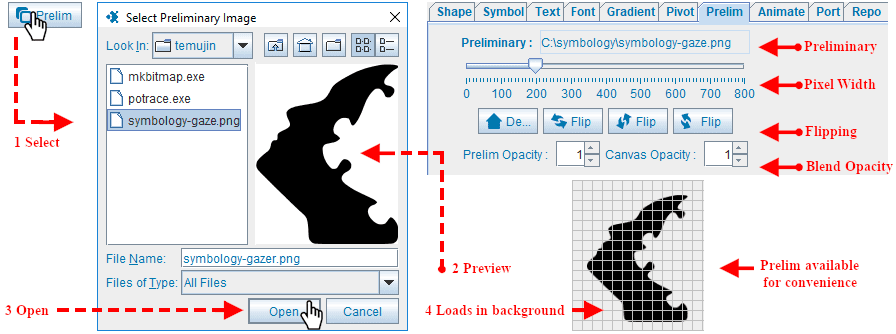 Prelim
1 Select
Select Preliminary Image
Look In: temujin
mkbitmap.exe
potrace.exe
symbology-gaze.png
File Name: symbology-gazer.png
Files of Type: All Files
Open Cancel
3 Open
2 Preview
Shape Symbol Text Font Gradient Pivot Prelim Animate Port Repo
Preliminary : C:\symbology\symbology-gaze.png
0 100 200 300 400 500 600 700 800
De... Flip Flip Flip
Prelim Opacity : 1 Canvas Opacity : 1
Preliminary
Pixel Width
Flipping
Blend Opacity
4 Loads in background
Prelim available
for convenience